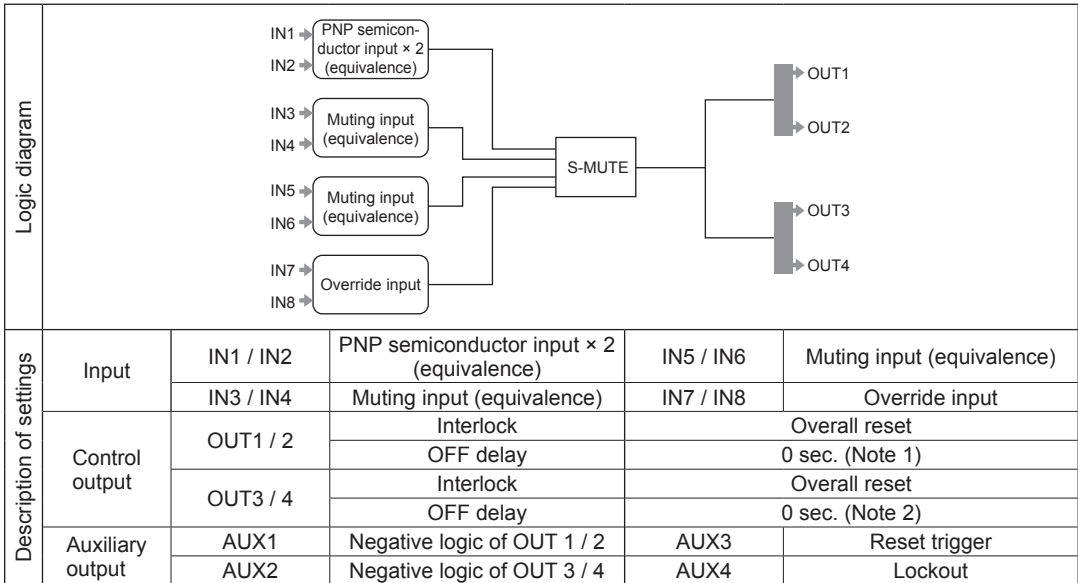 Logic diagram
IN1
IN2
PNP semicon-
ductor input × 2
(equivalence)
IN3
IN4
Muting input
(equivalence)
IN5
IN6
Muting input
(equivalence)
IN7
IN8
Override input
S-MUTE
OUT1
OUT2
OUT3
OUT4
Description of settings
Input
IN1 / IN2
PNP semiconductor input × 2
(equivalence)
IN5 / IN6
Muting input (equivalence)
IN3 / IN4
Muting input (equivalence)
IN7 / IN8
Override input
Control
output
OUT1 / 2
Interlock
Overall reset
OFF delay
0 sec. (Note 1)
OUT3 / 4
Interlock
Overall reset
OFF delay
0 sec. (Note 2)
Auxiliary
output
AUX1
Negative logic of OUT 1 / 2
AUX3
Reset trigger
AUX2
Negative logic of OUT 3 / 4
AUX4
Lockout